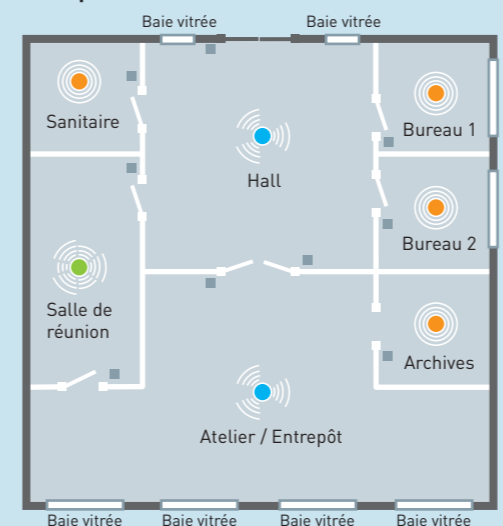 Baie vitrée Baie vitrée
Sanitaire
Bureau 1
Hall
Bureau 2
Salle de
réunion
Archives
Atelier / Entrepôt
Baie vitrée Baie vitrée Baie vitrée Baie vitrée